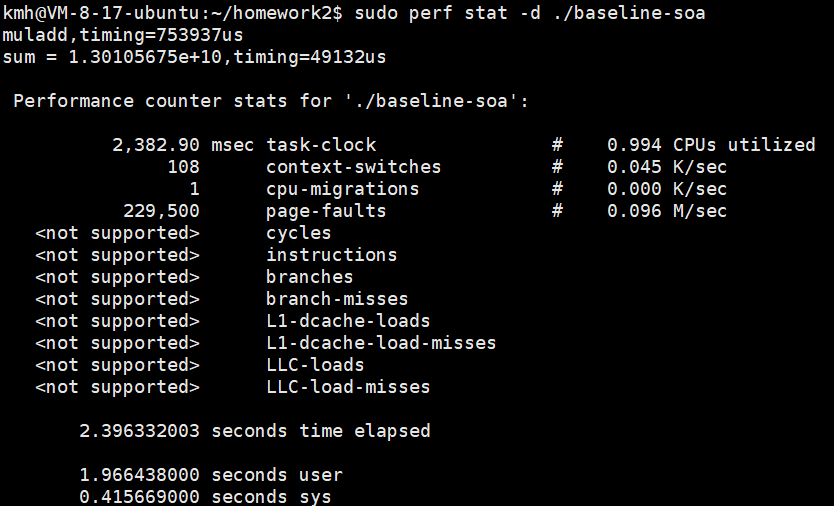 kmh@VM-8-17-ubuntu:~/homework2$ sudo perf stat -d ./baseline-soa
muladd,timing=753937us
sum = 1.30105675e+10,timing=49132us
Performance counter stats for './baseline-soa':
2,382.90 msec task-clock # 0.994 CPUs utilized
108 context-switches # 0.045 K/sec
1 cpu-migrations # 0.000 K/sec
229,500 page-faults # 0.096 M/sec
<not supported> cycles
<not supported> instructions
<not supported> branches
<not supported> branch-misses
<not supported> L1-dcache-loads
<not supported> L1-dcache-load-misses
<not supported> LLC-loads
<not supported> LLC-load-misses
2.396332003 seconds time elapsed
1.966438000 seconds user
0.415669000 seconds sys